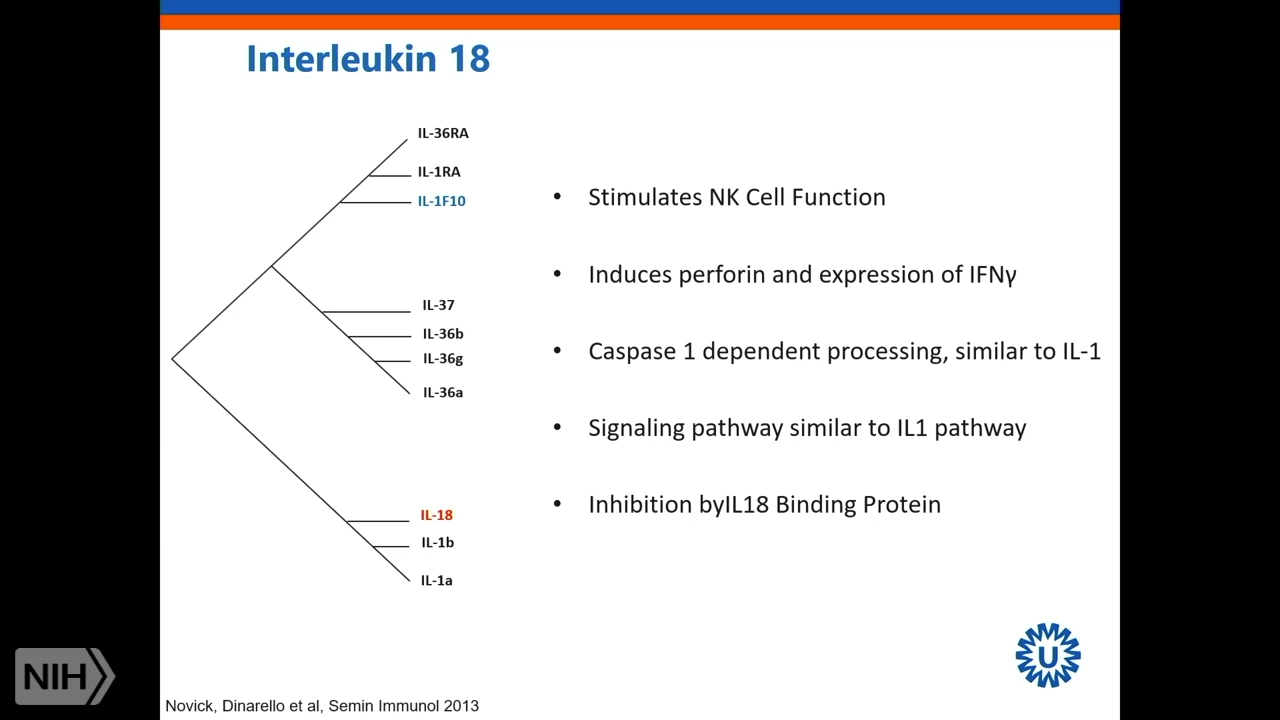 Interleukin 18
IL-36RA
IL-1RA
IL-1F10
IL-37
IL-36b
IL-36g
IL-36a
IL-18
IL-1b
IL-1a
• Stimulates NK Cell Function
• Induces perforin and expression of IFNγ
• Caspase 1 dependent processing, similar to IL-1
• Signaling pathway similar to IL1 pathway
• Inhibition byIL18 Binding Protein
U
NIH
Novick, Dinarello et al, Semin Immunol 2013